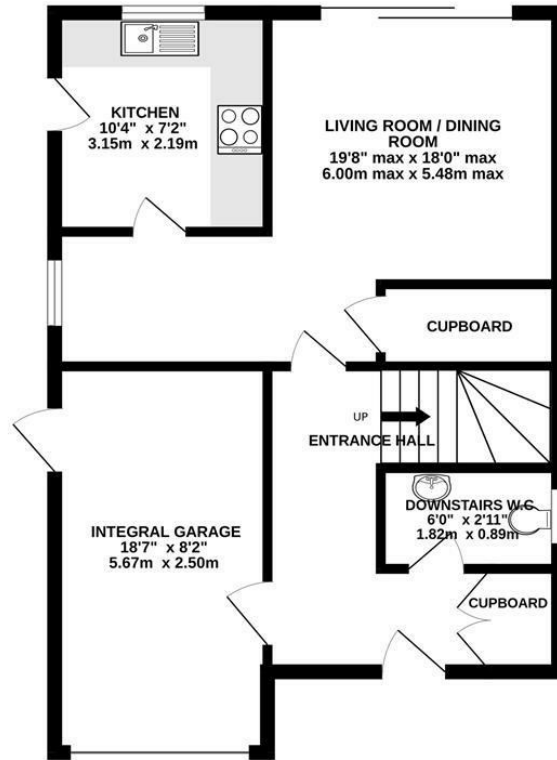 KITCHEN
10'4" x 7'2"
3.15m x 2.19m
LIVING ROOM / DINING
ROOM
19'8" max x 18'0" max
6.00m max x 5.48m max
CUPBOARD
UP
ENTRANCE HALL
DOWNSTAIRS W.C
6'0" x 2'11"
1.82m x 0.89m
INTEGRAL GARAGE
18'7" x 8'2"
5.67m x 2.50m
CUPBOARD